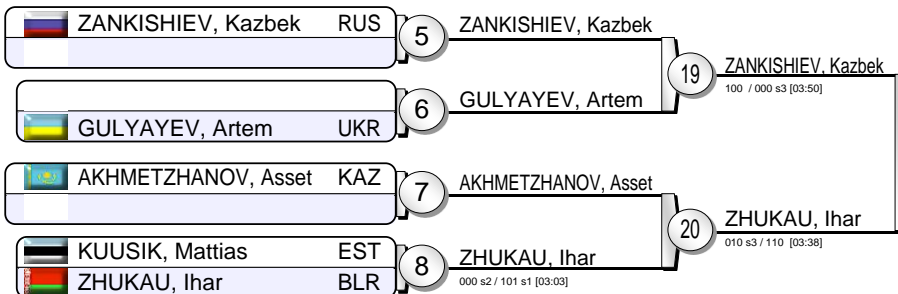 ZANKISHIEV, Kazbek RUS
5
ZANKISHIEV, Kazbek
19
ZANKISHIEV, Kazbek
100 / 000 s3 [03:50]
6
GULYAYEV, Artem
GULYAYEV, Artem UKR
AKHMETZHANOV, Asset KAZ
7
AKHMETZHANOV, Asset
20
ZHUKAU, Ihar
010 s3 / 110 [03:38]
KUUSIK, Mattias EST
8
ZHUKAU, Ihar
000 s2 / 101 s1 [03:03]
ZHUKAU, Ihar BLR